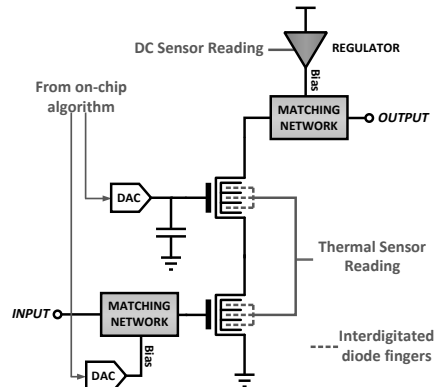 DC Sensor Reading
REGULATOR
Bias
From on-chip
algorithm
MATCHING
NETWORK
OUTPUT
DAC
Thermal Sensor
Reading
INPUT
MATCHING
NETWORK
Bias
DAC
Interdigitated
diode fingers